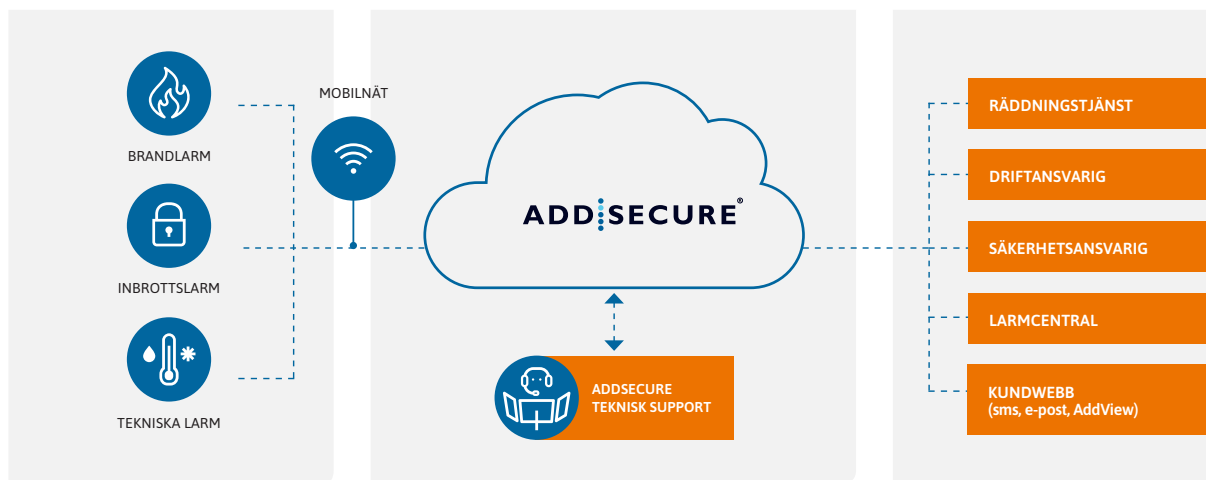 BRANDLARM
INBROTTSLARM
TEKNISKA LARM
MOBILNÄT
ADDSECURE®
ADDSECURE
TEKNISK SUPPORT
RÄDDNINGSTJÄNST
DRIFTANSVARIG
SÄKERHETSANSVARIG
LARMCENTRAL
KUNDWEBB
(sms, e-post, AddView)